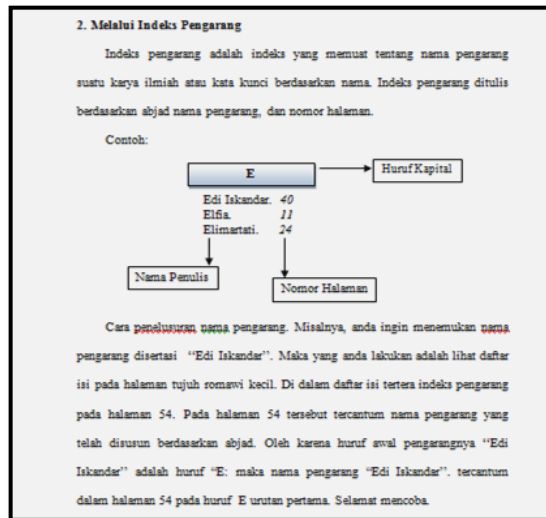 2. Melalui Indeks Pengarang
Indeks pengarang adalah indeks yang memuat tentang nama pengarang
suatu karya ilmiah atau kata kunci berdasarkan nama. Indeks pengarang ditulis
berdasarkan abjad nama pengarang, dan nomor halaman.
Contoh:
E
Huruf Kapital
Edi Iskandar. 40
Elfia. 11
Elimartati. 24
Nama Penulis
Nomor Halaman
Cara penelusuran nama pengarang. Misalnya, anda ingin menemukan nama
pengarang disertasi “Edi Iskandar”. Maka yang anda lakukan adalah lihat daftar
isi pada halaman tujuh romawi kecil. Di dalam daftar isi tertera indeks pengarang
pada halaman 54. Pada halaman 54 tersebut tercantum nama pengarang yang
telah disusun berdasarkan abjad. Oleh karena huruf awal pengarangnya “Edi
Iskandar” adalah huruf “E: maka nama pengarang “Edi Iskandar”. tercantum
dalam halaman 54 pada huruf E urutan pertama. Selamat mencoba.